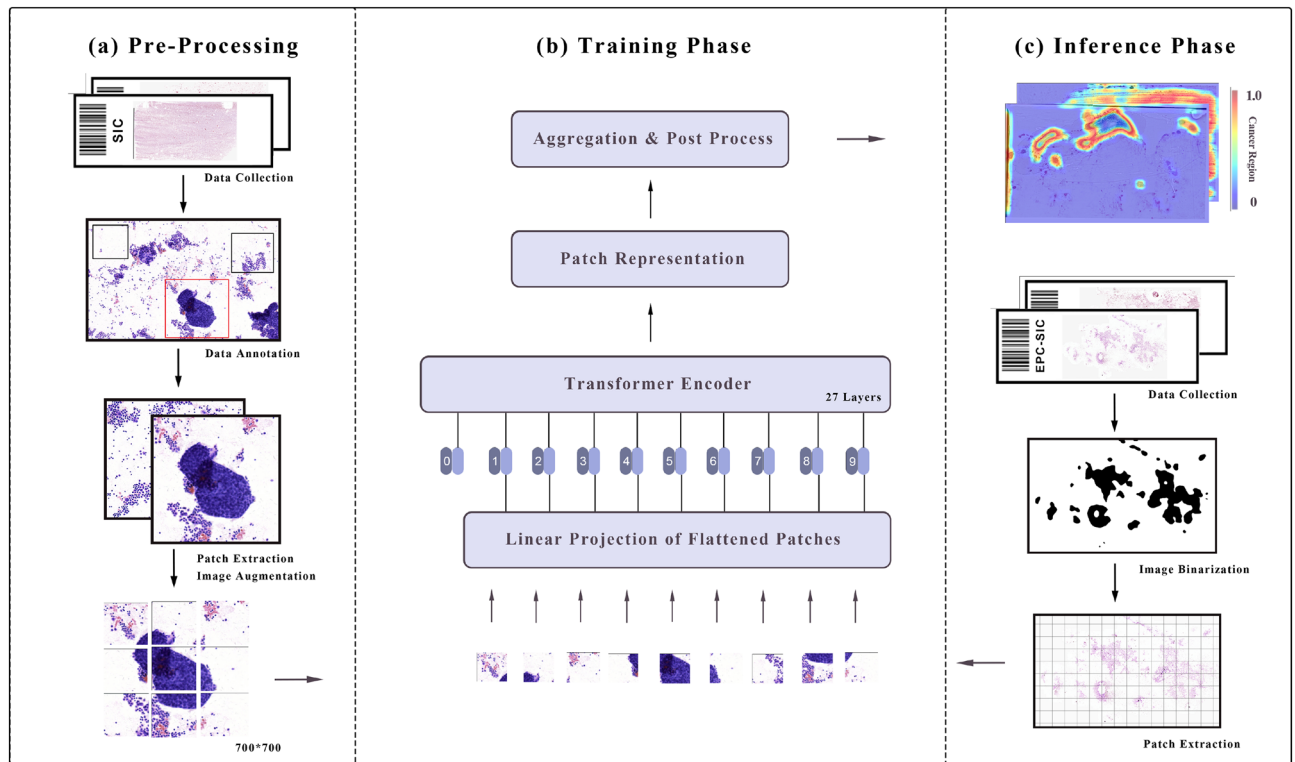 (a) Pre-Processing
SIC
Data Collection
Data Annotation
Patch Extraction
Image Augmentation
700*700
(b) Training Phase
Aggregation & Post Process
Patch Representation
Transformer Encoder
27 Layers
0 1 2 3 4 5 6 7 8 9
Linear Projection of Flattened Patches
(c) Inference Phase
1.0
Cancer Region
0
EPC-SIC
Data Collection
Image Binarization
Patch Extraction